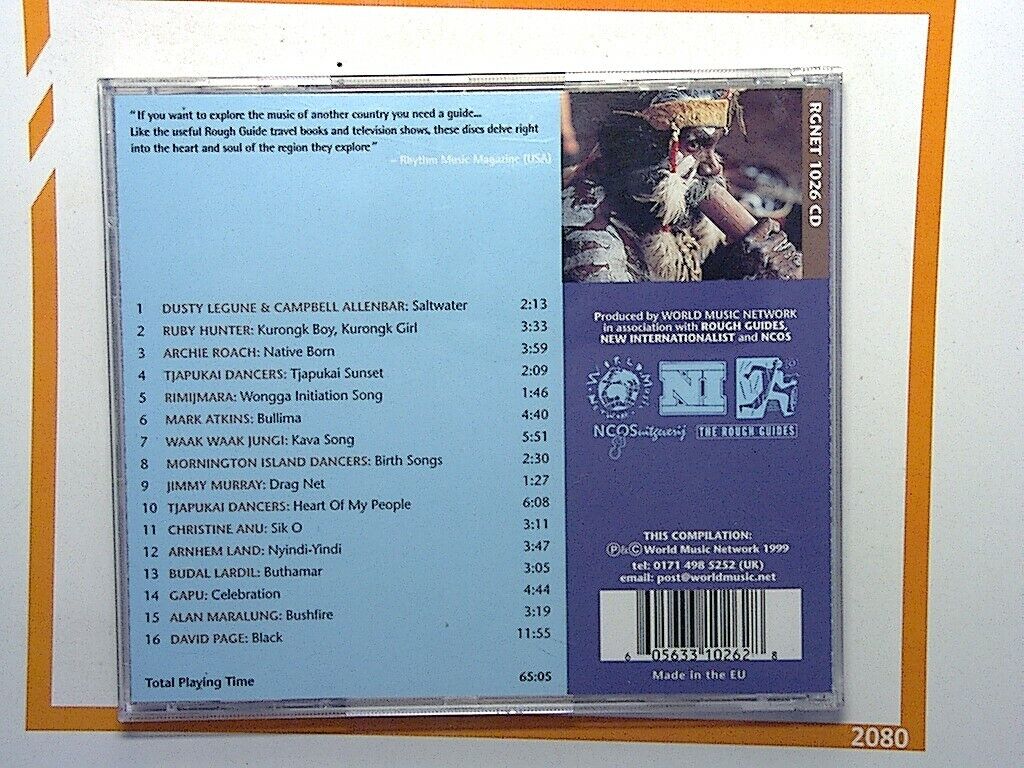 "If you want to explore the music of another country you need a guide...
Like the useful Rough Guide travel books and television shows, these discs delve right
into the heart and soul of the region they explore"
– Rhythm Music Magazine (USA)
RGNET 1026 CD
1 DUSTY LEGUNE & CAMPBELL ALLENBAR: Saltwater 2:13
2 RUBY HUNTER: Kurongk Boy, Kurongk Girl 3:33
3 ARCHIE ROACH: Native Born 3:59
4 TJAPUKAI DANCERS: Tjapukai Sunset 2:09
5 RIMIJMARA: Wongga Initiation Song 1:46
6 MARK ATKINS: Bullima 4:40
7 WAAK WAAK JUNGI: Kava Song 5:51
8 MORNINGTON ISLAND DANCERS: Birth Songs 2:30
9 JIMMY MURRAY: Drag Net 1:27
10 TJAPUKAI DANCERS: Heart Of My People 6:08
11 CHRISTINE ANU: Sik O 3:11
12 ARNHEM LAND: Nyindi-Yindi 3:47
13 BUDAL LARDIL: Buthamar 3:05
14 GAPU: Celebration 4:44
15 ALAN MARALUNG: Bushfire 3:19
16 DAVID PAGE: Black 11:55
Total Playing Time 65:05
Produced by WORLD MUSIC NETWORK
in association with ROUGH GUIDES,
NEW INTERNATIONALIST and NCOS
WORLD MUSIC NETWORK
NI
NCOS uitgeverij
THE ROUGH GUIDES
THIS COMPILATION:
Ⓟ&© World Music Network 1999
tel: 0171 498 5252 (UK)
email: post@worldmusic.net
6 05633 10262 8
Made in the EU
2080